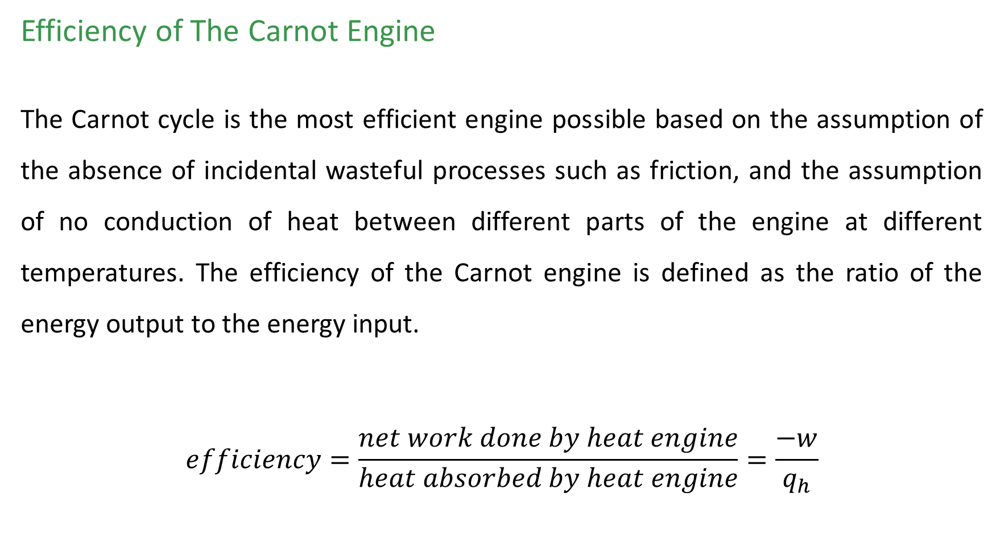 Efficiency of The Carnot Engine
The Carnot cycle is the most efficient engine possible based on the assumption of
the absence of incidental wasteful processes such as friction, and the assumption
of no conduction of heat between different parts of the engine at different
temperatures. The efficiency of the Carnot engine is defined as the ratio of the
energy output to the energy input.
efficiency = \frac{net work done by heat engine}{heat absorbed by heat engine} = \frac{-w}{q_h}